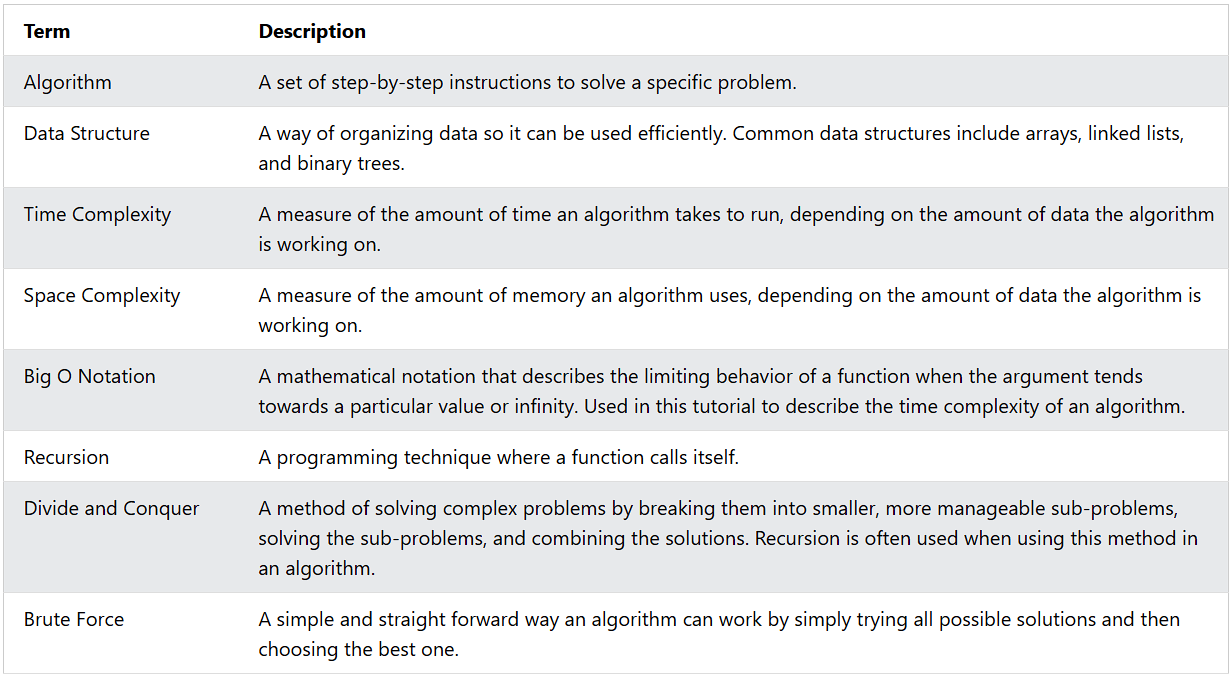 Term Description
Algorithm A set of step-by-step instructions to solve a specific problem.
Data Structure A way of organizing data so it can be used efficiently. Common data structures include arrays, linked lists,
and binary trees.
Time Complexity A measure of the amount of time an algorithm takes to run, depending on the amount of data the algorithm
is working on.
Space Complexity A measure of the amount of memory an algorithm uses, depending on the amount of data the algorithm is
working on.
Big O Notation A mathematical notation that describes the limiting behavior of a function when the argument tends
towards a particular value or infinity. Used in this tutorial to describe the time complexity of an algorithm.
Recursion A programming technique where a function calls itself.
Divide and Conquer A method of solving complex problems by breaking them into smaller, more manageable sub-problems,
solving the sub-problems, and combining the solutions. Recursion is often used when using this method in
an algorithm.
Brute Force A simple and straight forward way an algorithm can work by simply trying all possible solutions and then
choosing the best one.